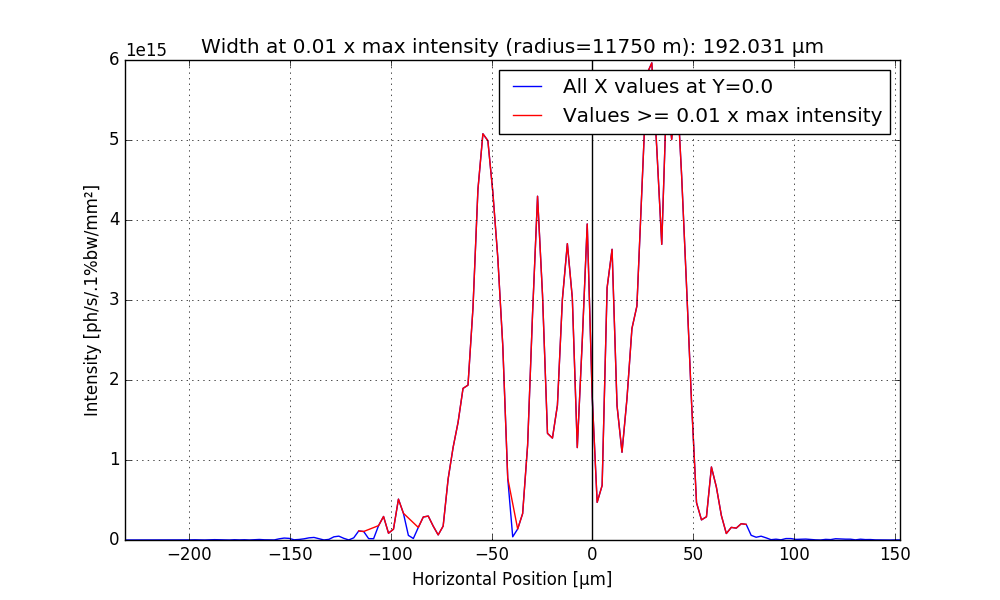 Width at 0.01 x max intensity (radius=11750 m): 192.031 μm
1e15
All X values at Y=0.0
Values >= 0.01 x max intensity
6
5
4
3
2
1
0
Intensity [ph/s/.1%bw/mm²]
−200 −150 −100 −50 0 50 100 150
Horizontal Position [μm]